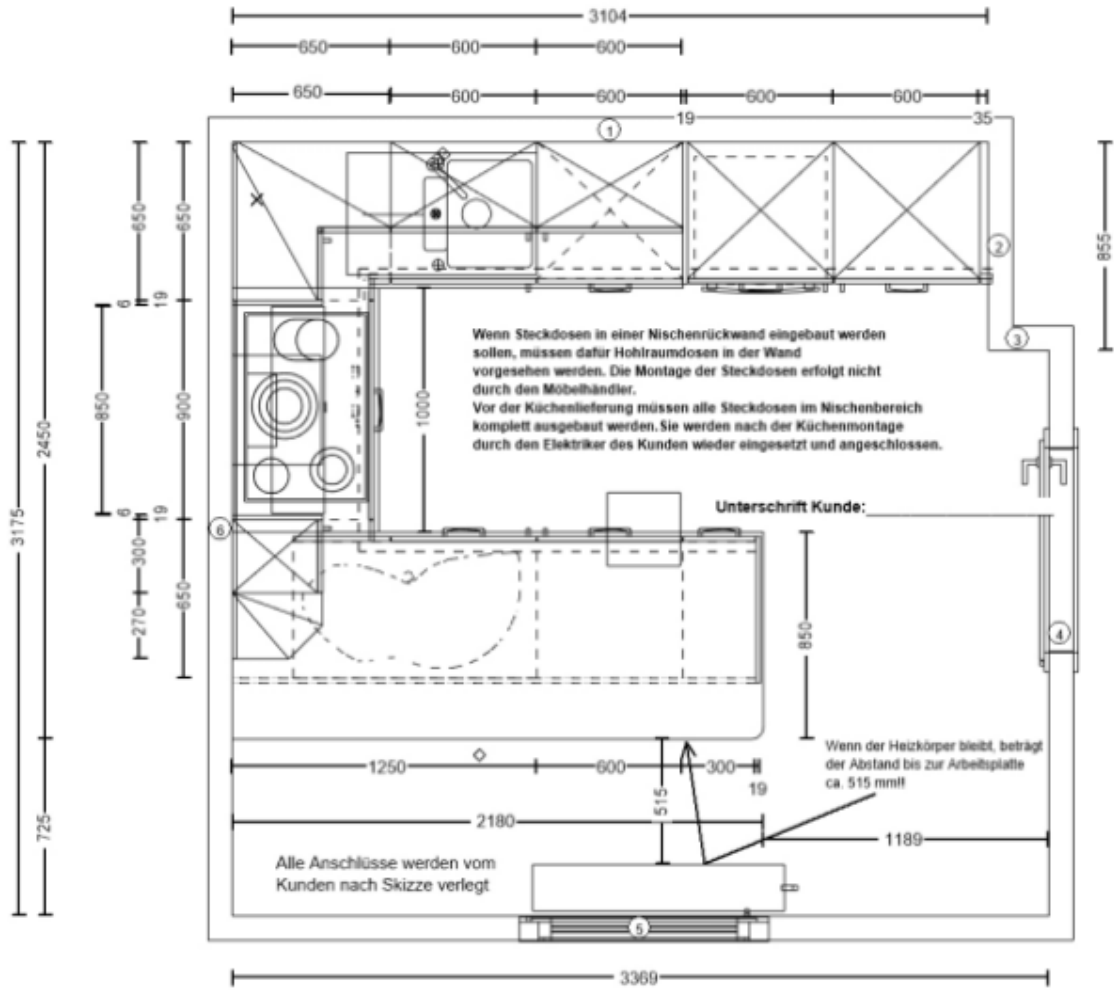 3104
650 600 600
650 600 600 600 600
19 35
1
650 650
855
2
6 19
3
Wenn Steckdosen in einer Nischenrückwand eingebaut werden
sollen, müssen dafür Hohlraumdosen in der Wand
vorgesehen werden. Die Montage der Steckdosen erfolgt nicht
durch den Möbelhändler.
Vor der Küchenlieferung müssen alle Steckdosen im Nischenbereich
komplett ausgebaut werden. Sie werden nach der Küchenmontage
durch den Elektriker des Kunden wieder eingesetzt und angeschlossen.
850 900 1000
2450
Unterschrift Kunde:
6 19
6
3175
300
270 650
850
4
Wenn der Heizkörper bleibt, beträgt
der Abstand bis zur Arbeitsplatte
ca. 515 mm!!
1250 600 300
19
515
725
2180
1189
Alle Anschlüsse werden vom
Kunden nach Skizze verlegt
5
3369